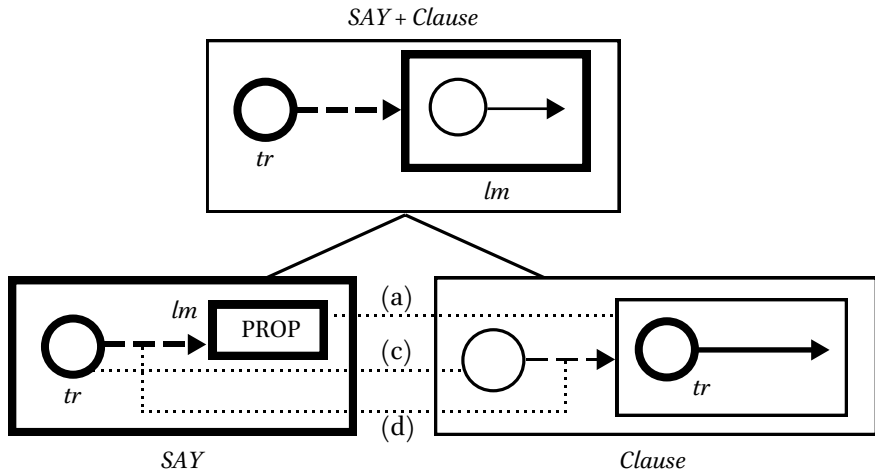 SAY + Clause
tr
lm
(a)
lm
PROP
(c)
tr
tr
(d)
SAY
Clause